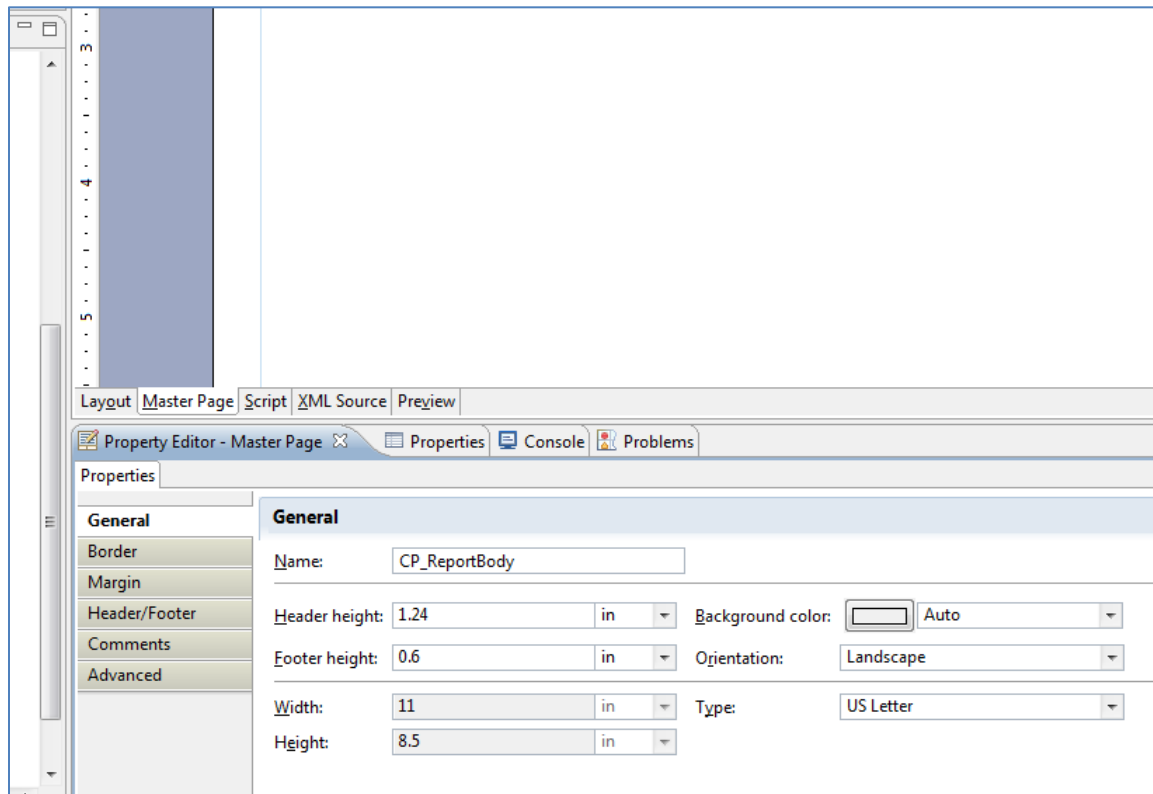 3
4
5
Layout Master Page Script XML Source Preview
Property Editor - Master Page Properties Console Problems
Properties
General
Border
Margin
Header/Footer
Comments
Advanced
General
Name: CP_ReportBody
Header height: 1.24 in Background color: Auto
Footer height: 0.6 in Orientation: Landscape
Width: 11 in Type: US Letter
Height: 8.5 in